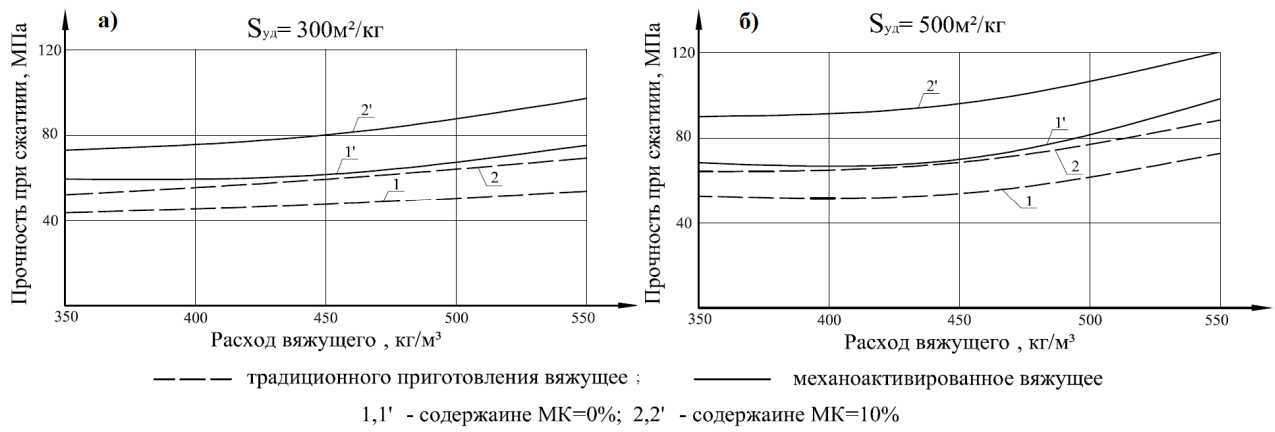 а) Sуд= 300м²/кг
Прочность при сжатиии, МПа
120
80
40
2'
1'
2
1
350 400 450 500 550
Расход вяжущего , кг/м³
б) Sуд= 500м²/кг
Прочность при сжатиии, МПа
120
80
40
2'
1'
2
1
350 400 450 500 550
Расход вяжущего , кг/м³
традиционного приготовления вяжущее ;
механоактивированное вяжущее
1,1' - содержаине МК=0%; 2,2' - содержаине МК=10%